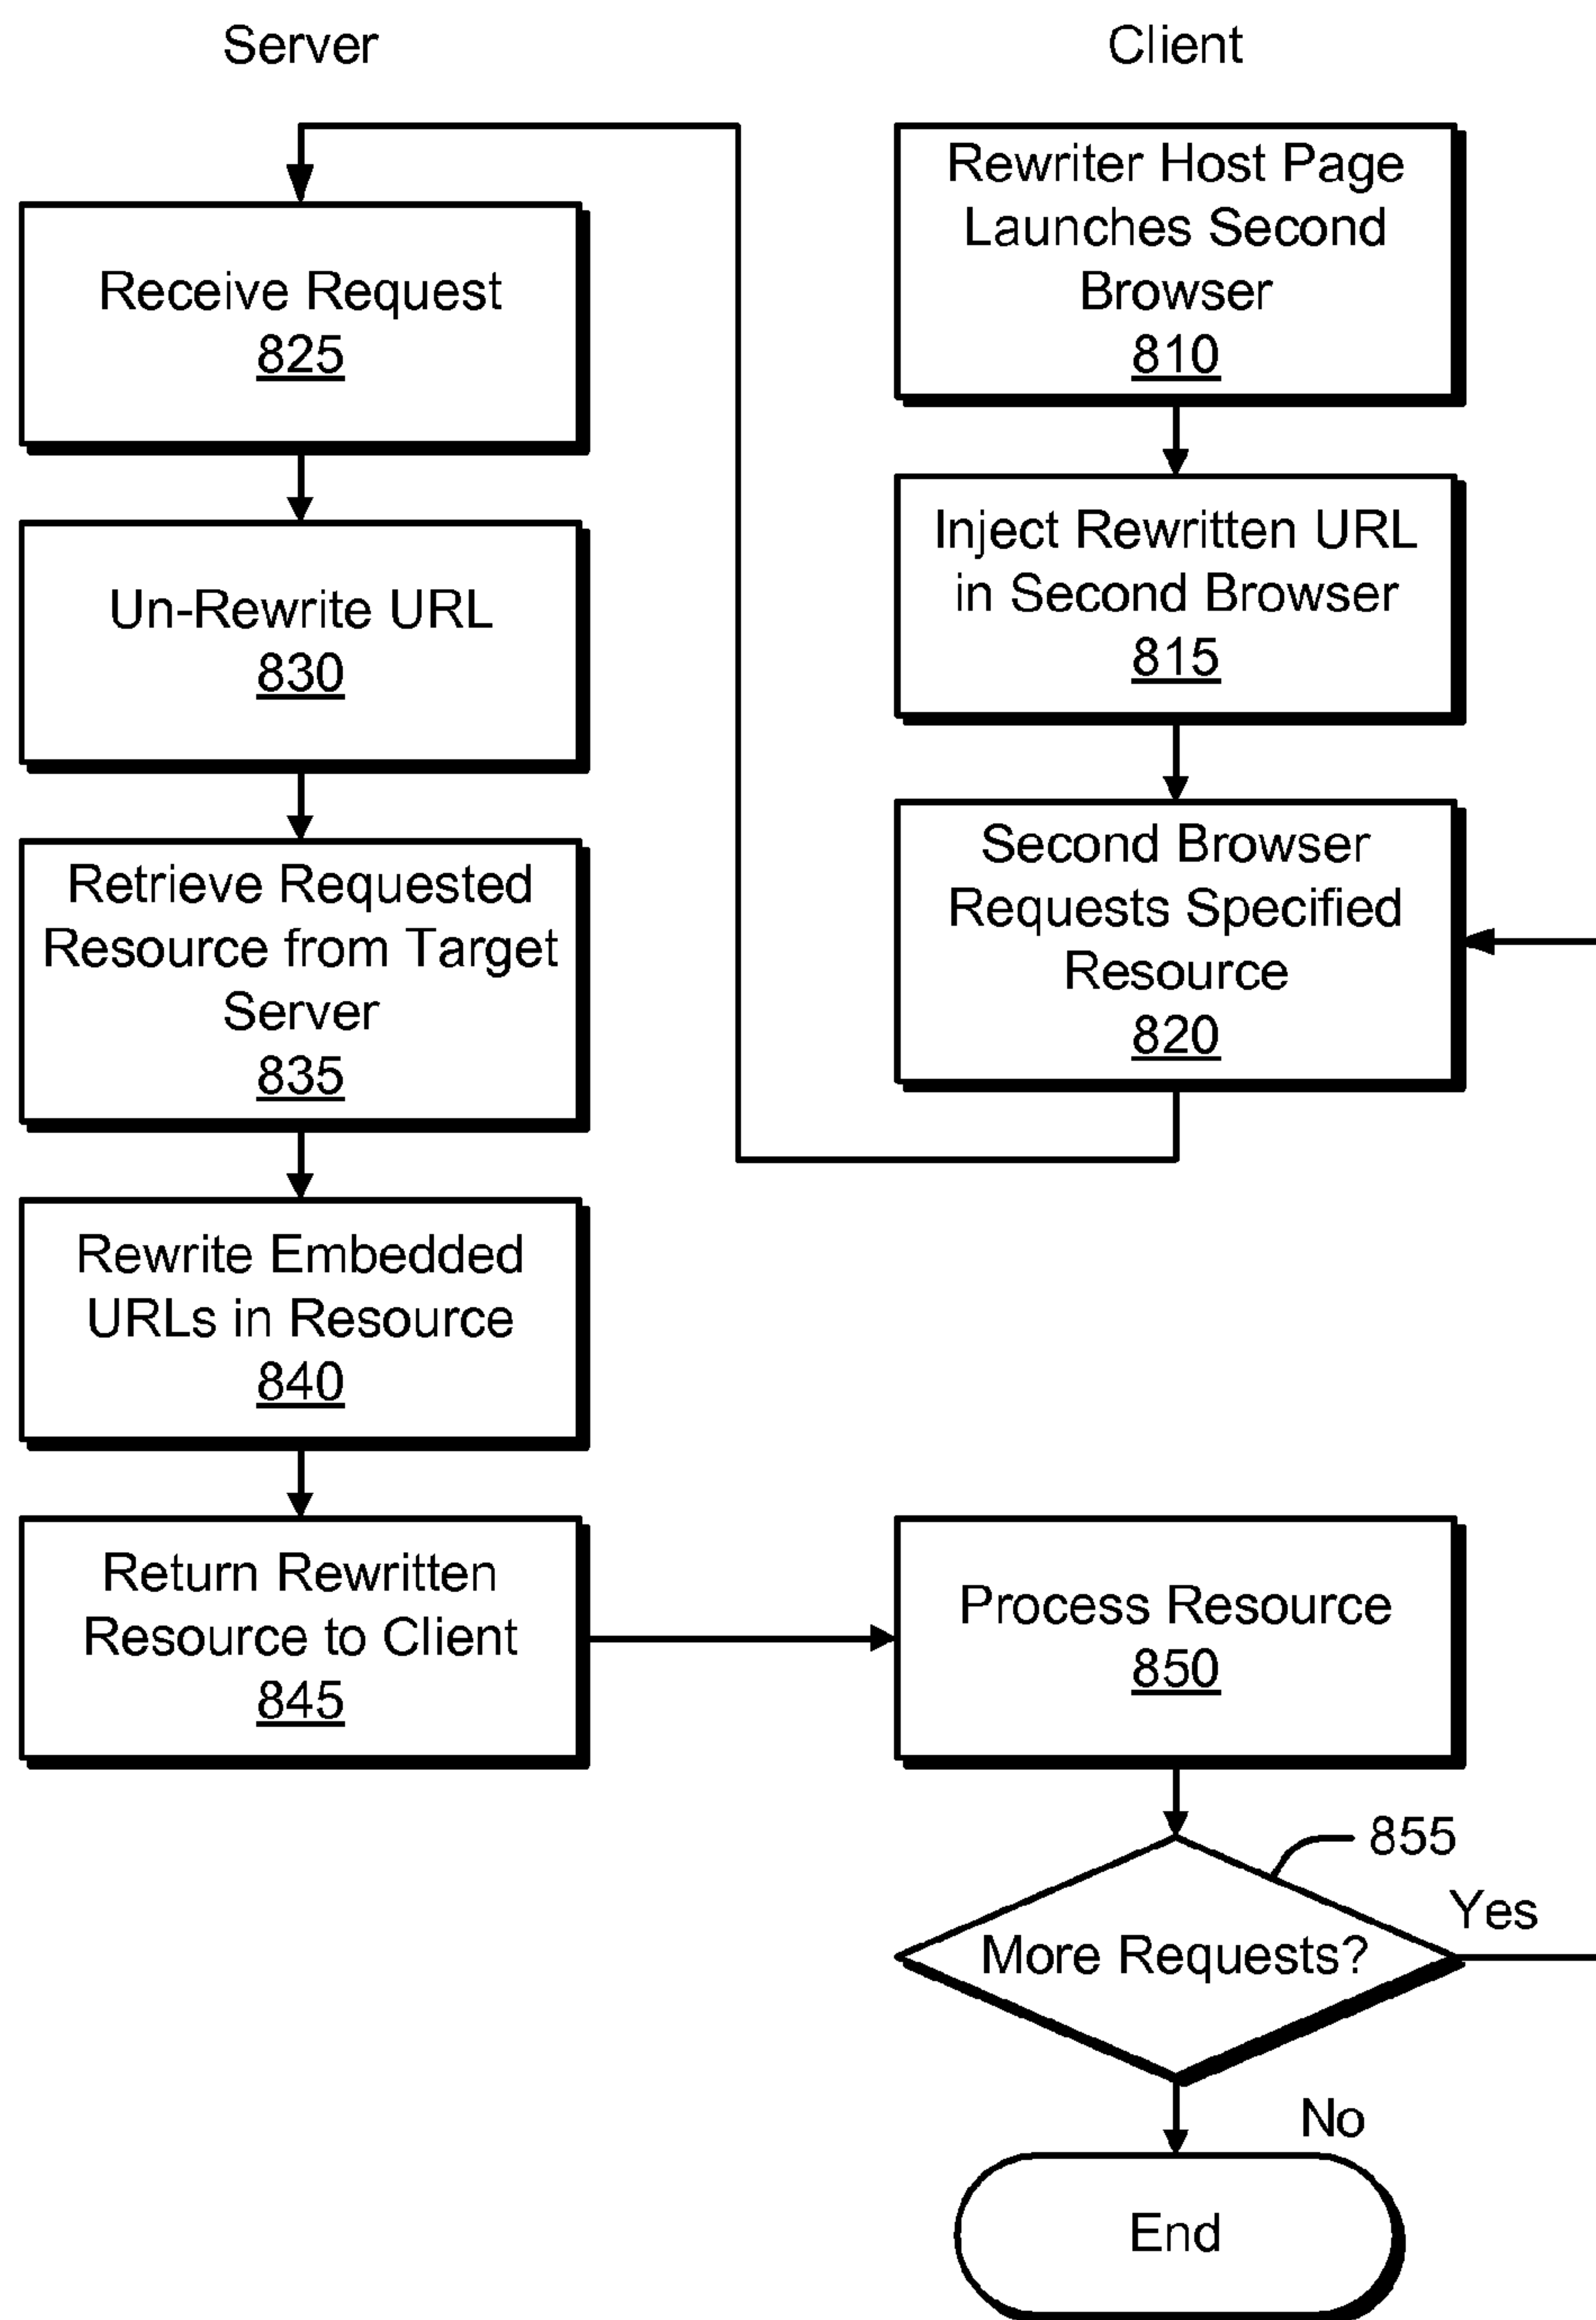 Server
Client
Rewriter Host Page
Launches Second
Browser
810
Inject Rewritten URL
in Second Browser
815
Second Browser
Requests Specified
Resource
820
Receive Request
825
Un-Rewrite URL
830
Retrieve Requested
Resource from Target
Server
835
Rewrite Embedded
URLs in Resource
840
Return Rewritten
Resource to Client
845
Process Resource
850
855
More Requests?
Yes
No
End